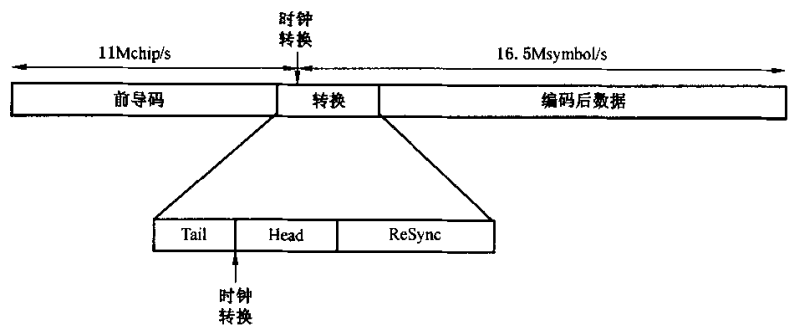 时钟
转换
11Mchip/s
16.5Msymbol/s
前导码
转换
编码后数据
Tail
Head
ReSync
时钟
转换